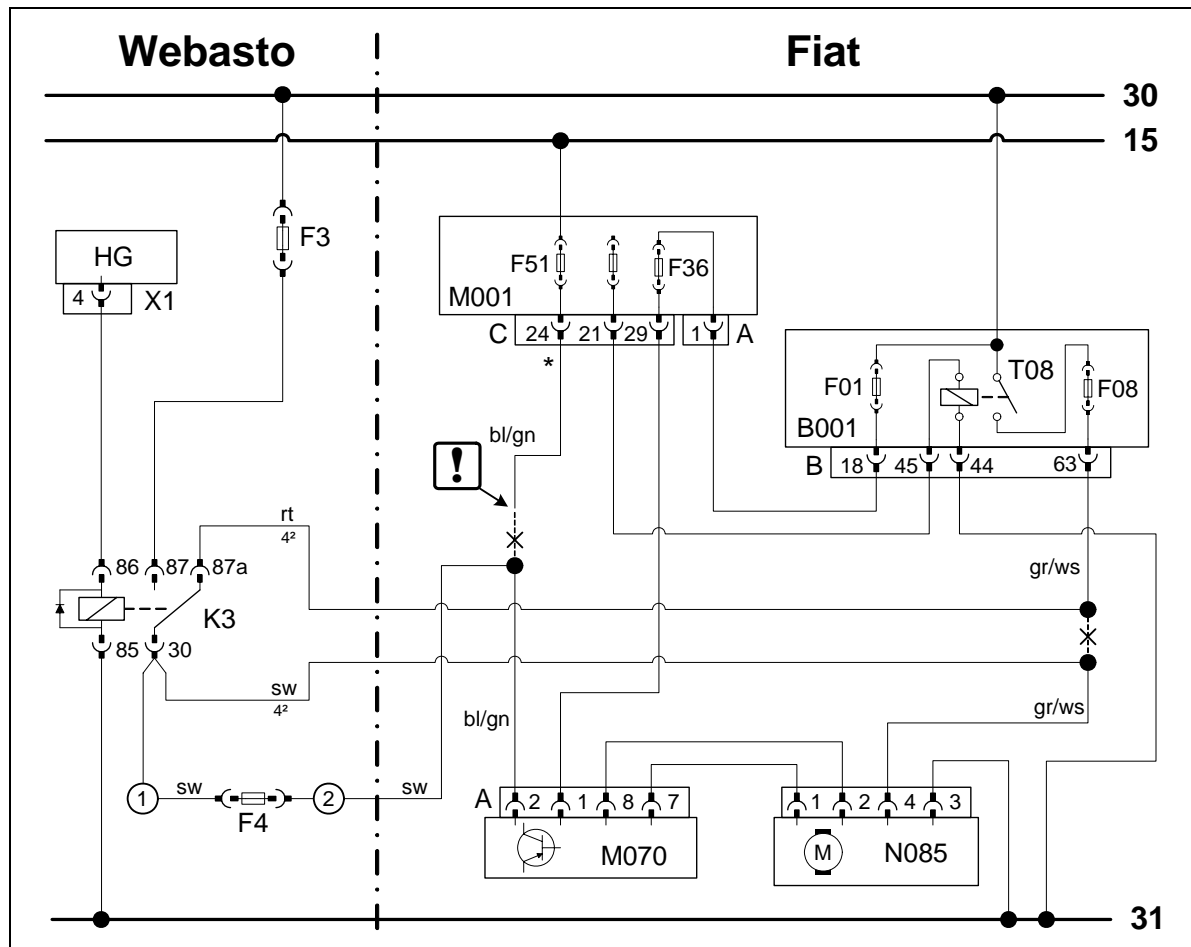 Webasto Fiat
30
15
F3
HG
4 X1
F51 F36
M001
C 24 21 29 1 A
*
T08
F01 F08
B001
B 18 45 44 63
bl/gn
!
rt
4²
86 87 87a
gr/ws
K3
85 30
sw
4²
bl/gn
gr/ws
1 sw 2 sw
F4
A 2 1 8 7
1 2 4 3
M070
M N085
31